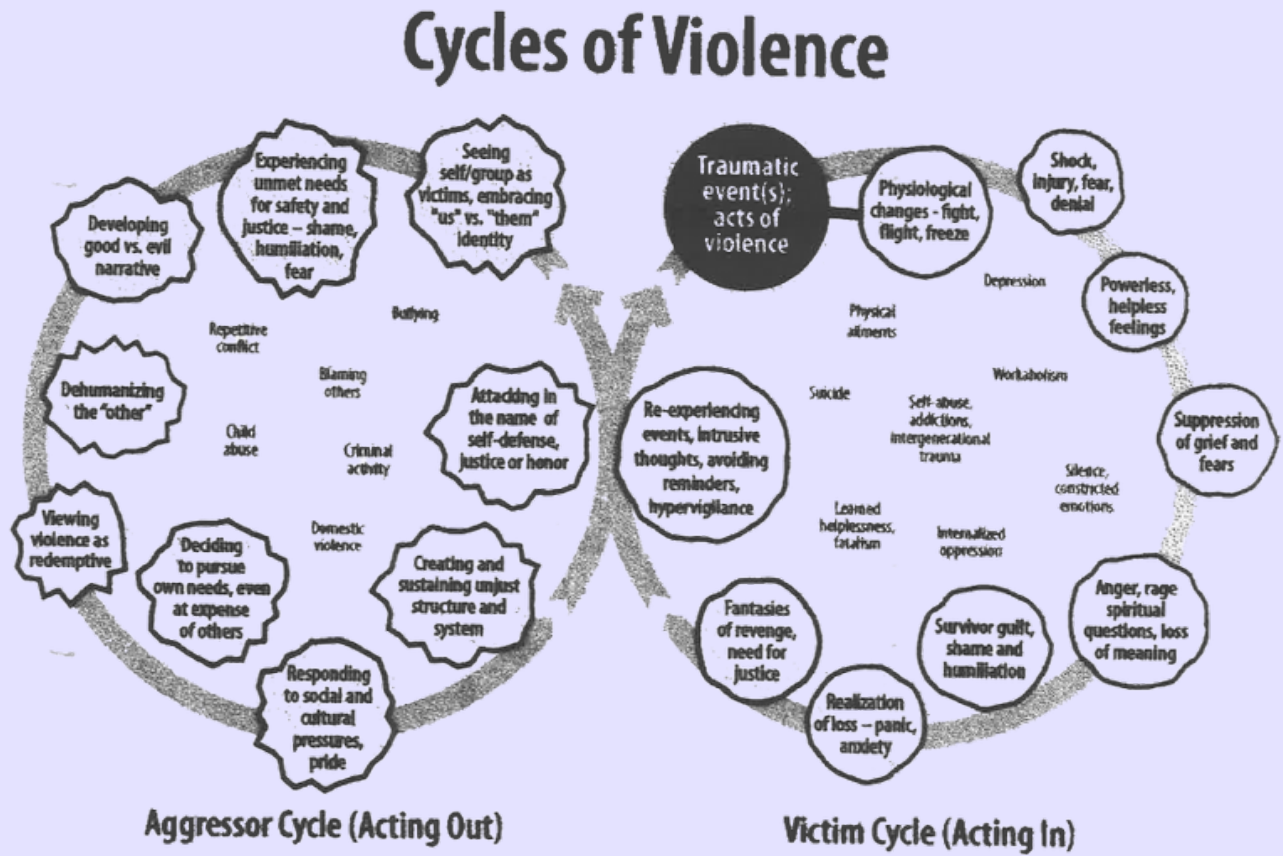 Cycles of Violence
Seeing
self/group as
victims, embracing
"us" vs. "them"
identity
Experiencing
unmet needs
for safety and
justice – shame,
humiliation,
fear
Developing
good vs. evil
narrative
Dehumanizing
the "other"
Viewing
violence as
redemptive
Deciding
to pursue
own needs, even
at expense
of others
Responding
to social and
cultural
pressures,
pride
Creating and
sustaining unjust
structure and
system
Attacking in
the name of
self-defense,
justice or honor
Bullying
Repetitive
conflict
Blaming
others
Child
abuse
Criminal
activity
Domestic
violence
Aggressor Cycle (Acting Out)
Traumatic
event(s);
acts of
violence
Physiological
changes - fight,
flight, freeze
Shock,
injury, fear,
denial
Powerless,
helpless
feelings
Suppression
of grief and
fears
Anger, rage
spiritual
questions, loss
of meaning
Survivor guilt,
shame and
humiliation
Realization
of loss – panic,
anxiety
Fantasies
of revenge,
need for
justice
Re-experiencing
events, intrusive
thoughts, avoiding
reminders,
hypervigilance
Depression
Physical
ailments
Workaholism
Suicide
Self-abuse,
addictions,
intergenerational
trauma
Silence,
constricted
emotions
Learned
helplessness,
fatalism
Internalized
oppression
Victim Cycle (Acting In)